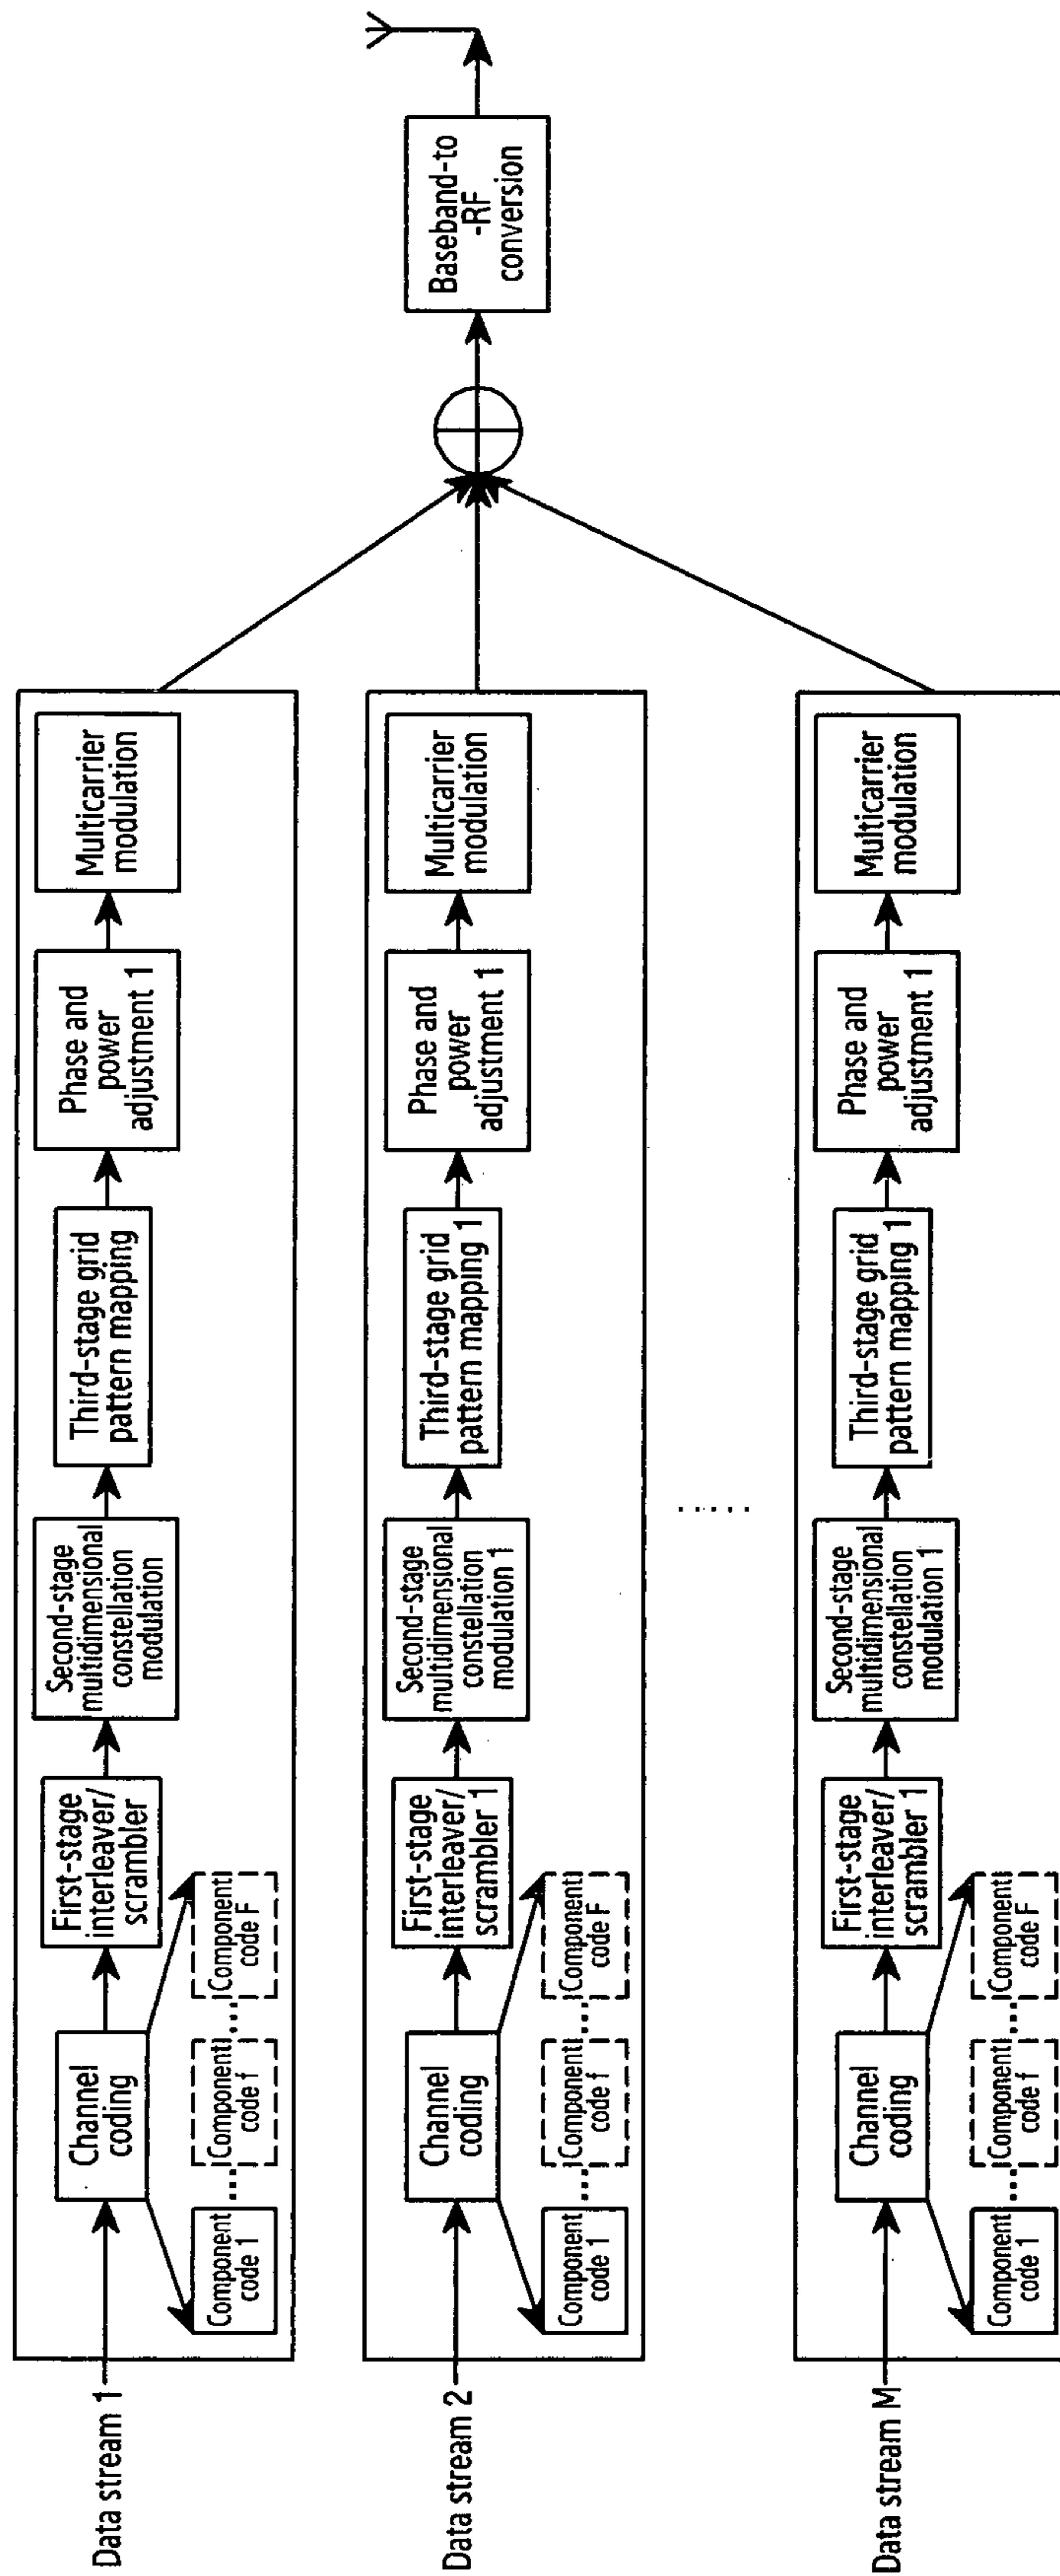 Data stream 1
Channel
coding
Component
code 1
...
Component
code f
...
Component
code F
First-stage
interleaver/
scrambler
Second-stage
multidimensional
constellation
modulation
Third-stage grid
pattern mapping
Phase and
power
adjustment 1
Multicarrier
modulation
Data stream 2
Channel
coding
Component
code 1
...
Component
code f
...
Component
code F
First-stage
interleaver/
scrambler 1
Second-stage
multidimensional
constellation
modulation 1
Third-stage grid
pattern mapping 1
Phase and
power
adjustment 1
Multicarrier
modulation
.....
Data stream M
Channel
coding
Component
code 1
...
Component
code f
...
Component
code F
First-stage
interleaver/
scrambler 1
Second-stage
multidimensional
constellation
modulation 1
Third-stage grid
pattern mapping 1
Phase and
power
adjustment 1
Multicarrier
modulation
Baseband-to
-RF
conversion